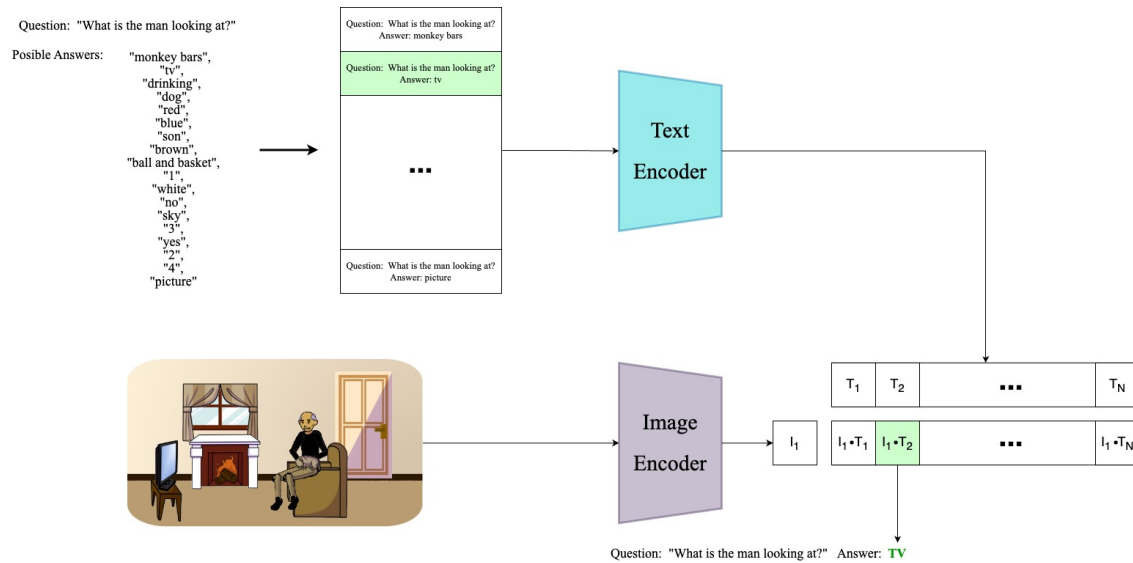 Question: "What is the man looking at?"
Posible Answers:
"monkey bars",
"tv",
"drinking",
"dog",
"red",
"blue",
"son",
"brown",
"ball and basket",
"1",
"white",
"no",
"sky",
"3",
"yes",
"2",
"4",
"picture"
Question: What is the man looking at?
Answer: monkey bars
Question: What is the man looking at?
Answer: tv
...
Question: What is the man looking at?
Answer: picture
Text
Encoder
Image
Encoder
T1 T2 ... TN
I1
I1•T1 I1•T2 ... I1•TN
Question: "What is the man looking at?" Answer: TV